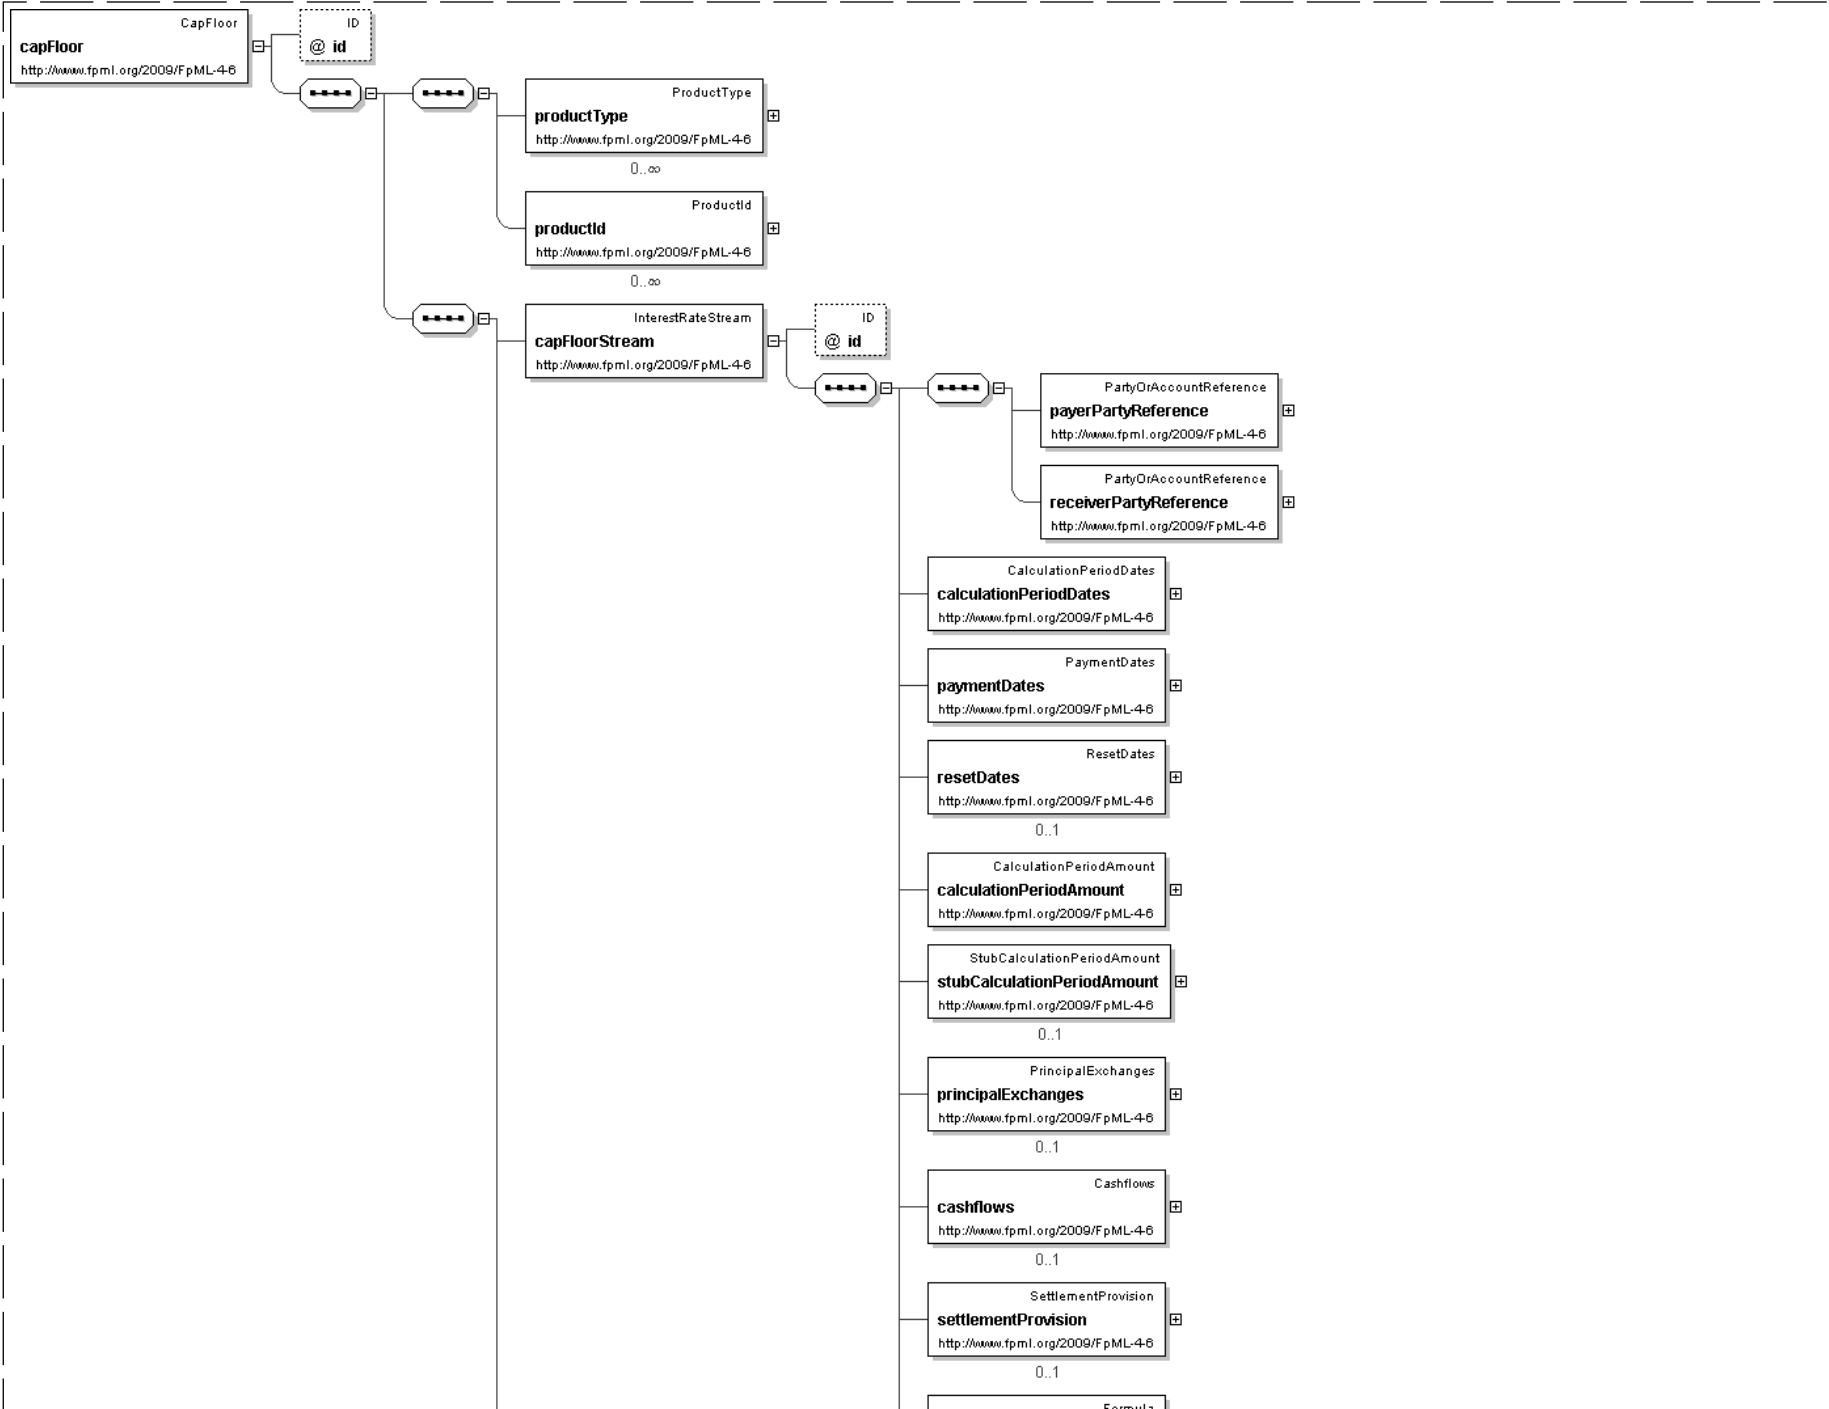 CapFloor
capFloor
http://www.fpml.org/2009/FpML-4-6
ID
@ id
ProductType
productType
http://www.fpml.org/2009/FpML-4-6
0..∞
ProductId
productId
http://www.fpml.org/2009/FpML-4-6
0..∞
InterestRateStream
capFloorStream
http://www.fpml.org/2009/FpML-4-6
ID
@ id
PartyOrAccountReference
payerPartyReference
http://www.fpml.org/2009/FpML-4-6
PartyOrAccountReference
receiverPartyReference
http://www.fpml.org/2009/FpML-4-6
CalculationPeriodDates
calculationPeriodDates
http://www.fpml.org/2009/FpML-4-6
PaymentDates
paymentDates
http://www.fpml.org/2009/FpML-4-6
ResetDates
resetDates
http://www.fpml.org/2009/FpML-4-6
0..1
CalculationPeriodAmount
calculationPeriodAmount
http://www.fpml.org/2009/FpML-4-6
StubCalculationPeriodAmount
stubCalculationPeriodAmount
http://www.fpml.org/2009/FpML-4-6
0..1
PrincipalExchanges
principalExchanges
http://www.fpml.org/2009/FpML-4-6
0..1
Cashflows
cashflows
http://www.fpml.org/2009/FpML-4-6
0..1
SettlementProvision
settlementProvision
http://www.fpml.org/2009/FpML-4-6
0..1
Formula